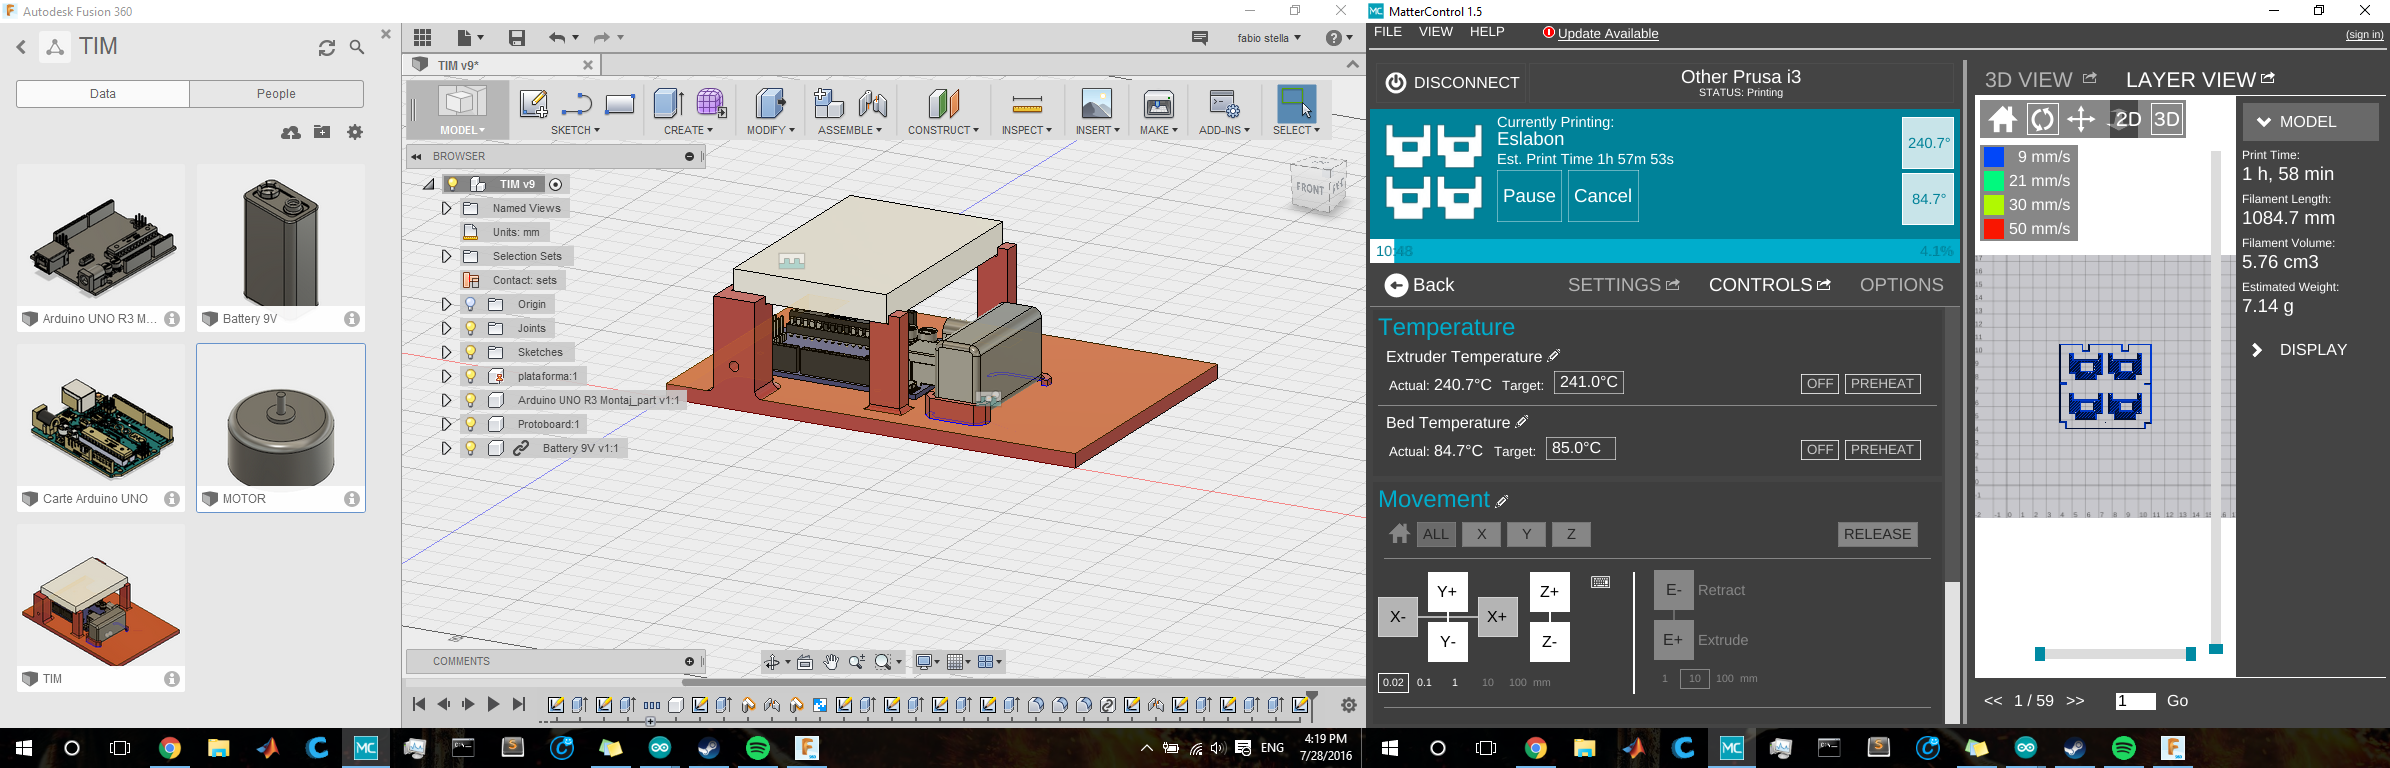 Autodesk Fusion 360
TIM
Data
People
Arduino UNO R3 M...
Battery 9V
Carte Arduino UNO
MOTOR
TIM
fabio stella
TIM v9*
MODEL
SKETCH
CREATE
MODIFY
ASSEMBLE
CONSTRUCT
INSPECT
INSERT
MAKE
ADD-INS
SELECT
BROWSER
TIM v9
Named Views
Units: mm
Selection Sets
Contact: sets
Origin
Joints
Sketches
plataforma:1
Arduino UNO R3 Montaj_part v1:1
Protoboard:1
Battery 9V v1:1
FRONT
COMMENTS
ENG
4:19 PM
7/28/2016
MatterControl 1.5
FILE VIEW HELP
Update Available
(sign in)
DISCONNECT
Other Prusa i3
STATUS: Printing
Currently Printing:
Eslabon
Est. Print Time 1h 57m 53s
Pause
Cancel
240.7°
84.7°
10:48
4.1%
Back
SETTINGS
CONTROLS
OPTIONS
Temperature
Extruder Temperature
Actual: 240.7°C Target: 241.0°C
OFF PREHEAT
Bed Temperature
Actual: 84.7°C Target: 85.0°C
OFF PREHEAT
Movement
ALL X Y Z
RELEASE
X-
Y+
Y-
X+
Z+
Z-
E- Retract
E+ Extrude
0.02 0.1 1 10 100 mm
1 10 100 mm
3D VIEW
LAYER VIEW
2D
3D
9 mm/s
21 mm/s
30 mm/s
50 mm/s
MODEL
Print Time:
1 h, 58 min
Filament Length:
1084.7 mm
Filament Volume:
5.76 cm3
Estimated Weight:
7.14 g
DISPLAY
<< 1 / 59 >>
1
Go